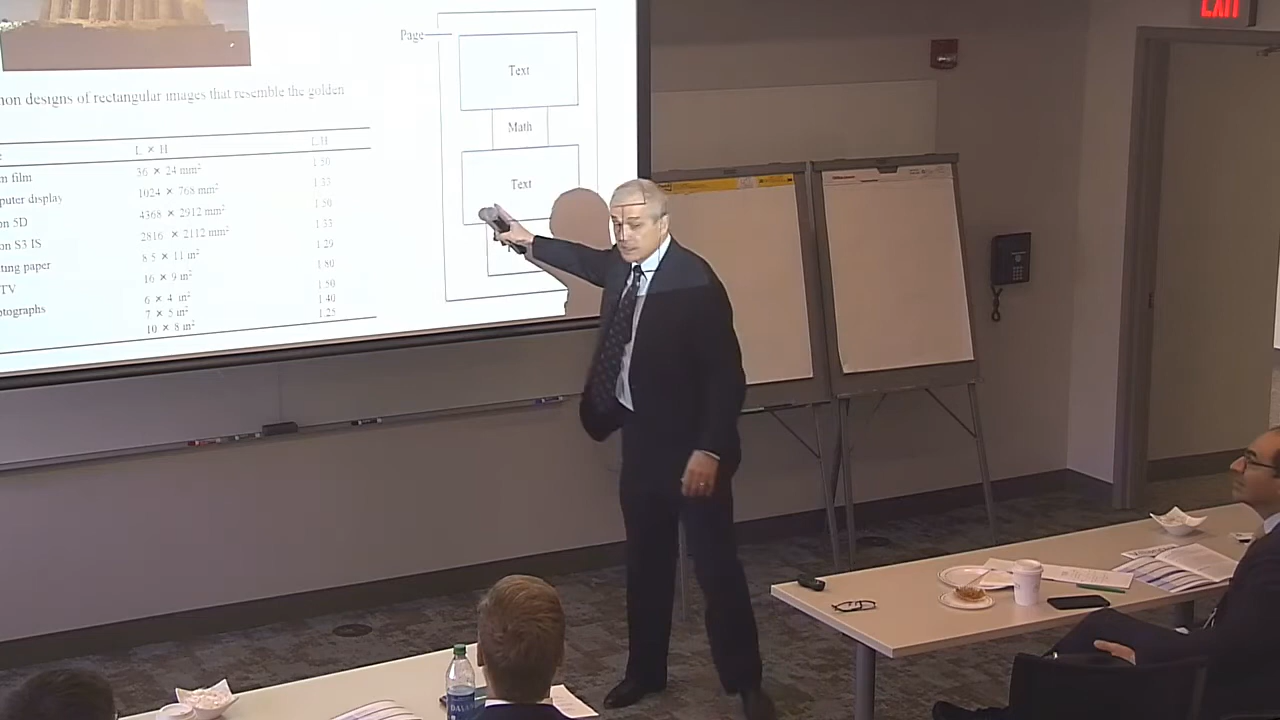 Page
Text
Math
Text
mon designs of rectangular images that resemble the golden
L × H
L:H
m film
36 × 24 mm²
1.50
puter display
1024 × 768 mm²
1.33
on 5D
4368 × 2912 mm²
1.50
on S3 IS
2816 × 2112 mm²
1.33
ting paper
8.5 × 11 in²
1.29
TV
16 × 9 in²
1.80
otographs
6 × 4 in²
1.50
7 × 5 in²
1.40
10 × 8 in²
1.25
EXIT